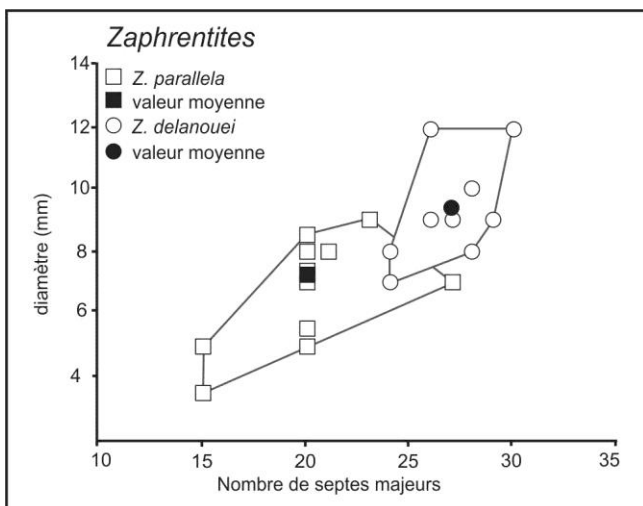 Zaphrentites
Z. parallela
valeur moyenne
Z. delanouei
valeur moyenne
diamètre (mm)
14
12
10
8
6
4
10
15
20
25
30
35
Nombre de septes majeurs